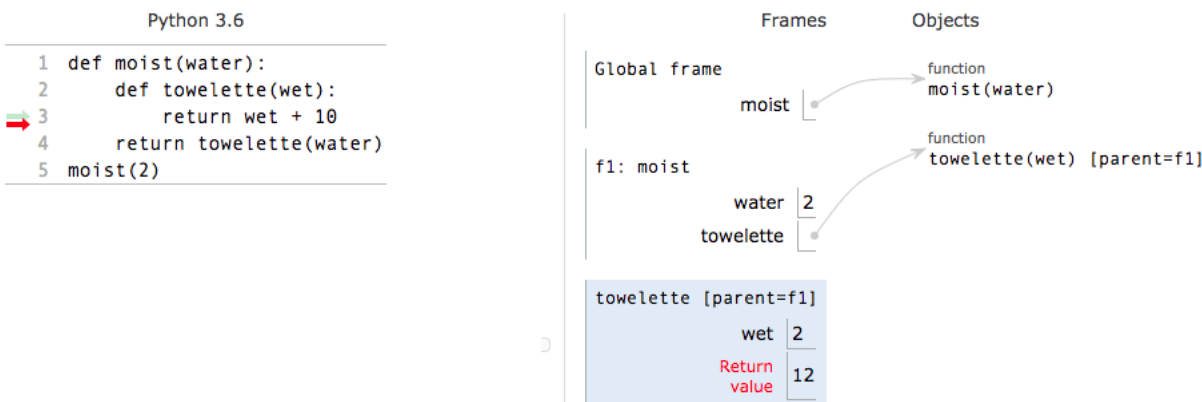 Python 3.6
1 def moist(water):
2     def towelette(wet):
3         return wet + 10
4     return towelette(water)
5 moist(2)
Frames
Objects
Global frame
moist
function
moist(water)
function
towelette(wet) [parent=f1]
f1: moist
water 2
towelette
towelette [parent=f1]
wet 2
Return
value 12